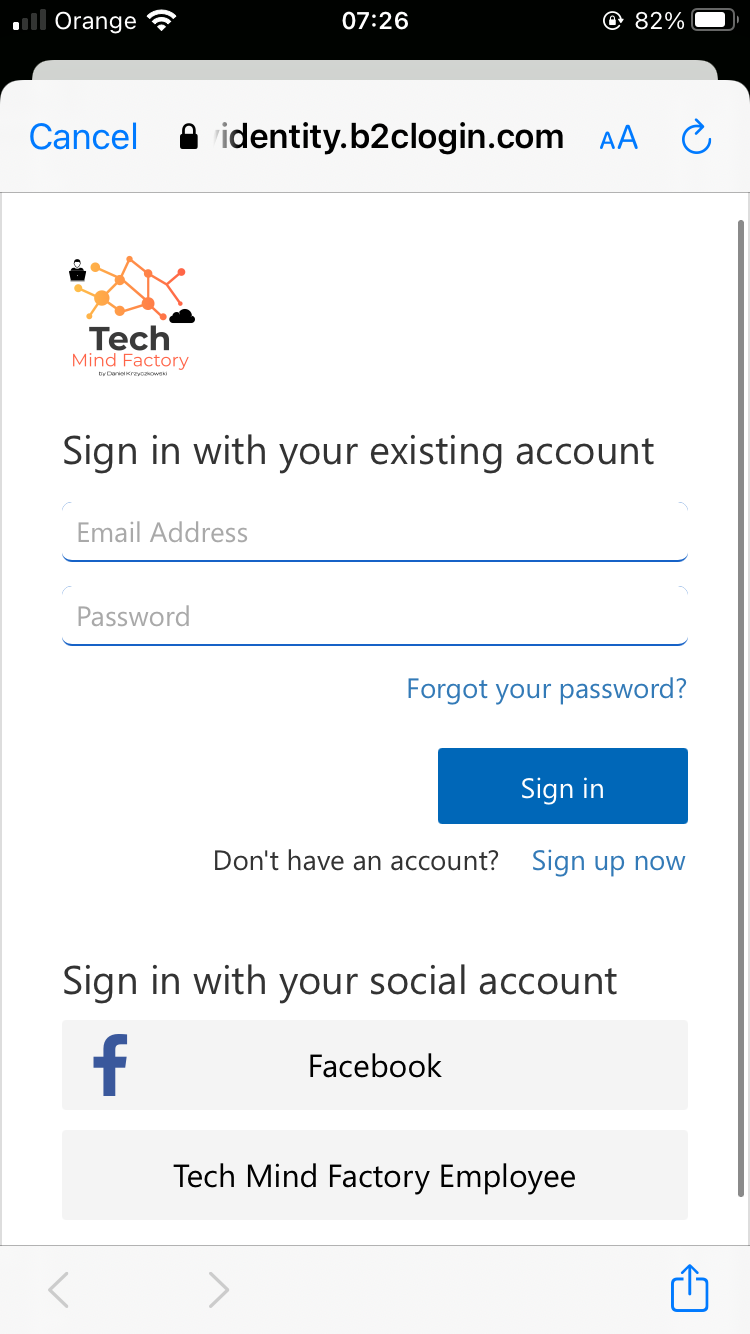 Orange 07:26 82%
Cancel identity.b2clogin.com AA
Tech
Mind Factory
by Daniel Krzyczkowski
Sign in with your existing account
Email Address
Password
Forgot your password?
Sign in
Don't have an account? Sign up now
Sign in with your social account
f Facebook
Tech Mind Factory Employee